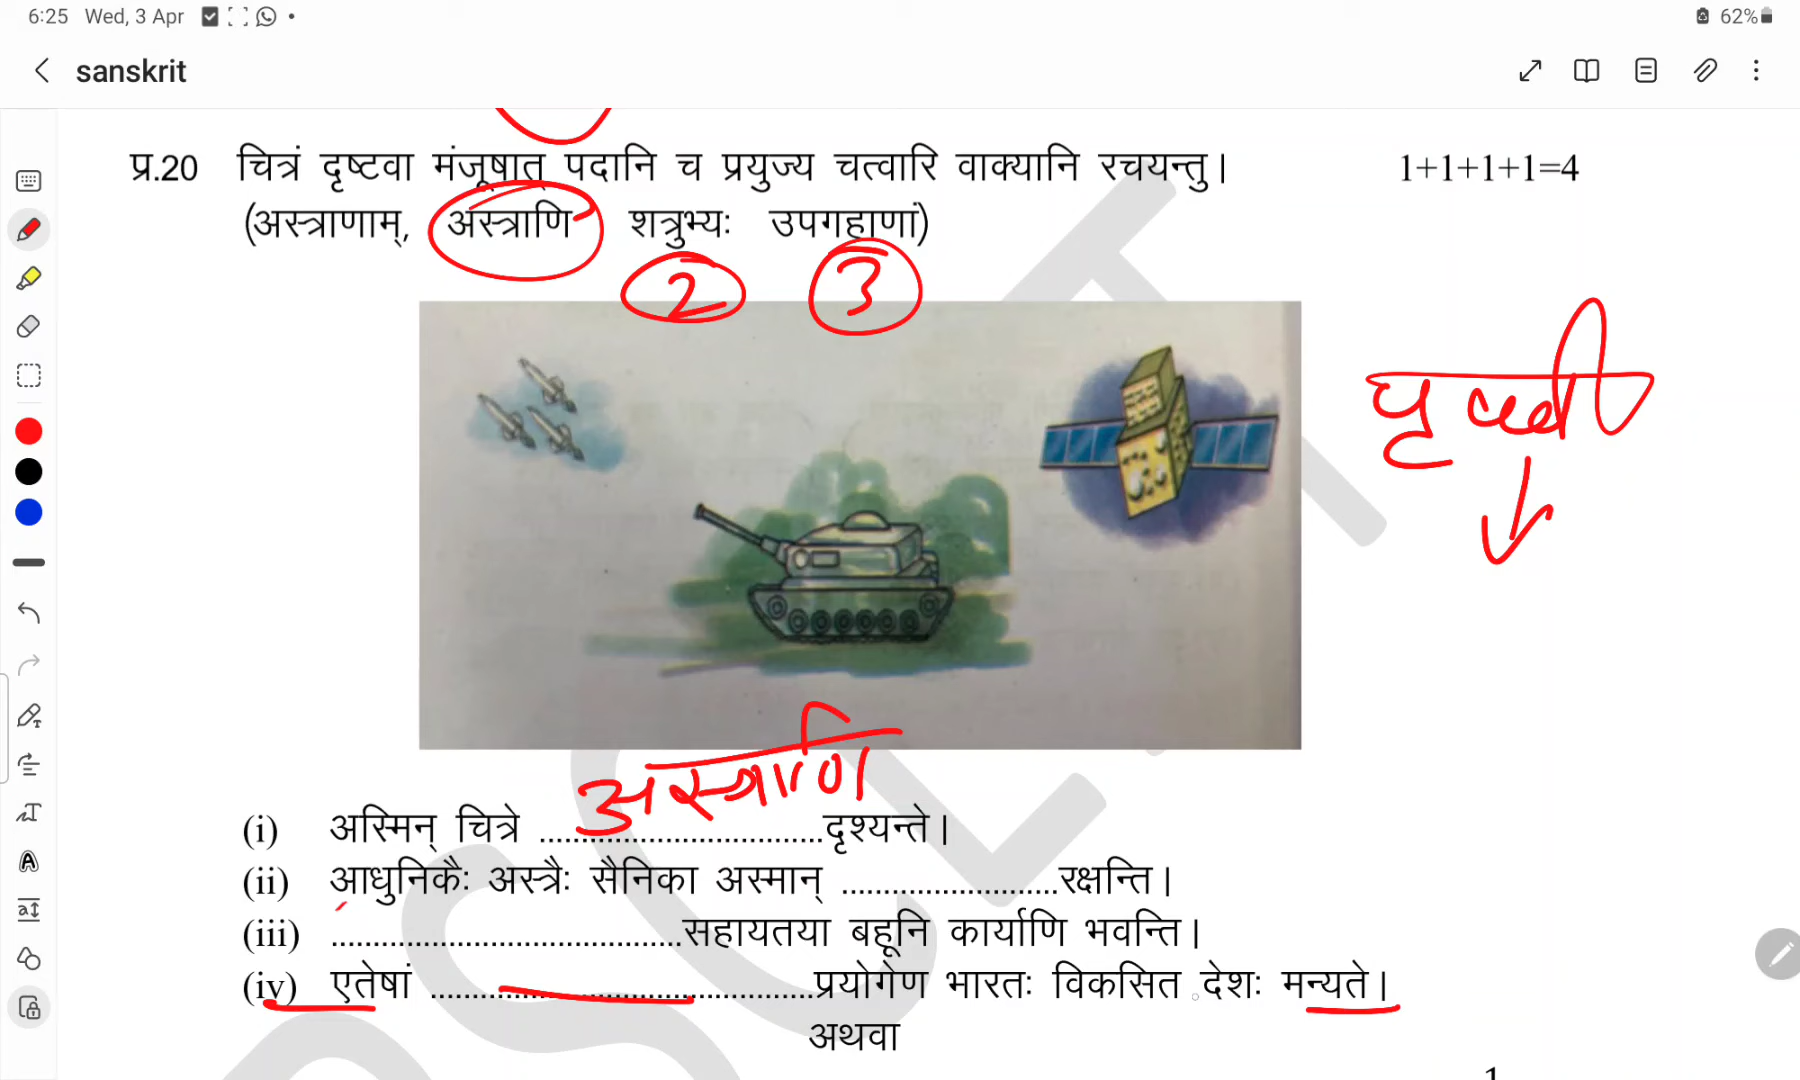 6:25 Wed, 3 Apr
62%
sanskrit
प्र.20 चित्रं दृष्टवा मंजूषात् पदानि च प्रयुज्य चत्वारि वाक्यानि रचयन्तु। 1+1+1+1=4
(अस्त्राणाम्, अस्त्राणि शत्रुभ्यः उपगहाणां)
2 3
अस्त्राणि
(i) अस्मिन् चित्रे ..............................दृश्यन्ते।
(ii) आधुनिकैः अस्त्रैः सैनिका अस्मान् .......................रक्षन्ति।
(iii) .....................................सहायतया बहूनि कार्याणि भवन्ति।
(iv) एतेषां .........................................प्रयोगेण भारतः विकसित देशः मन्यते।
अथवा
1